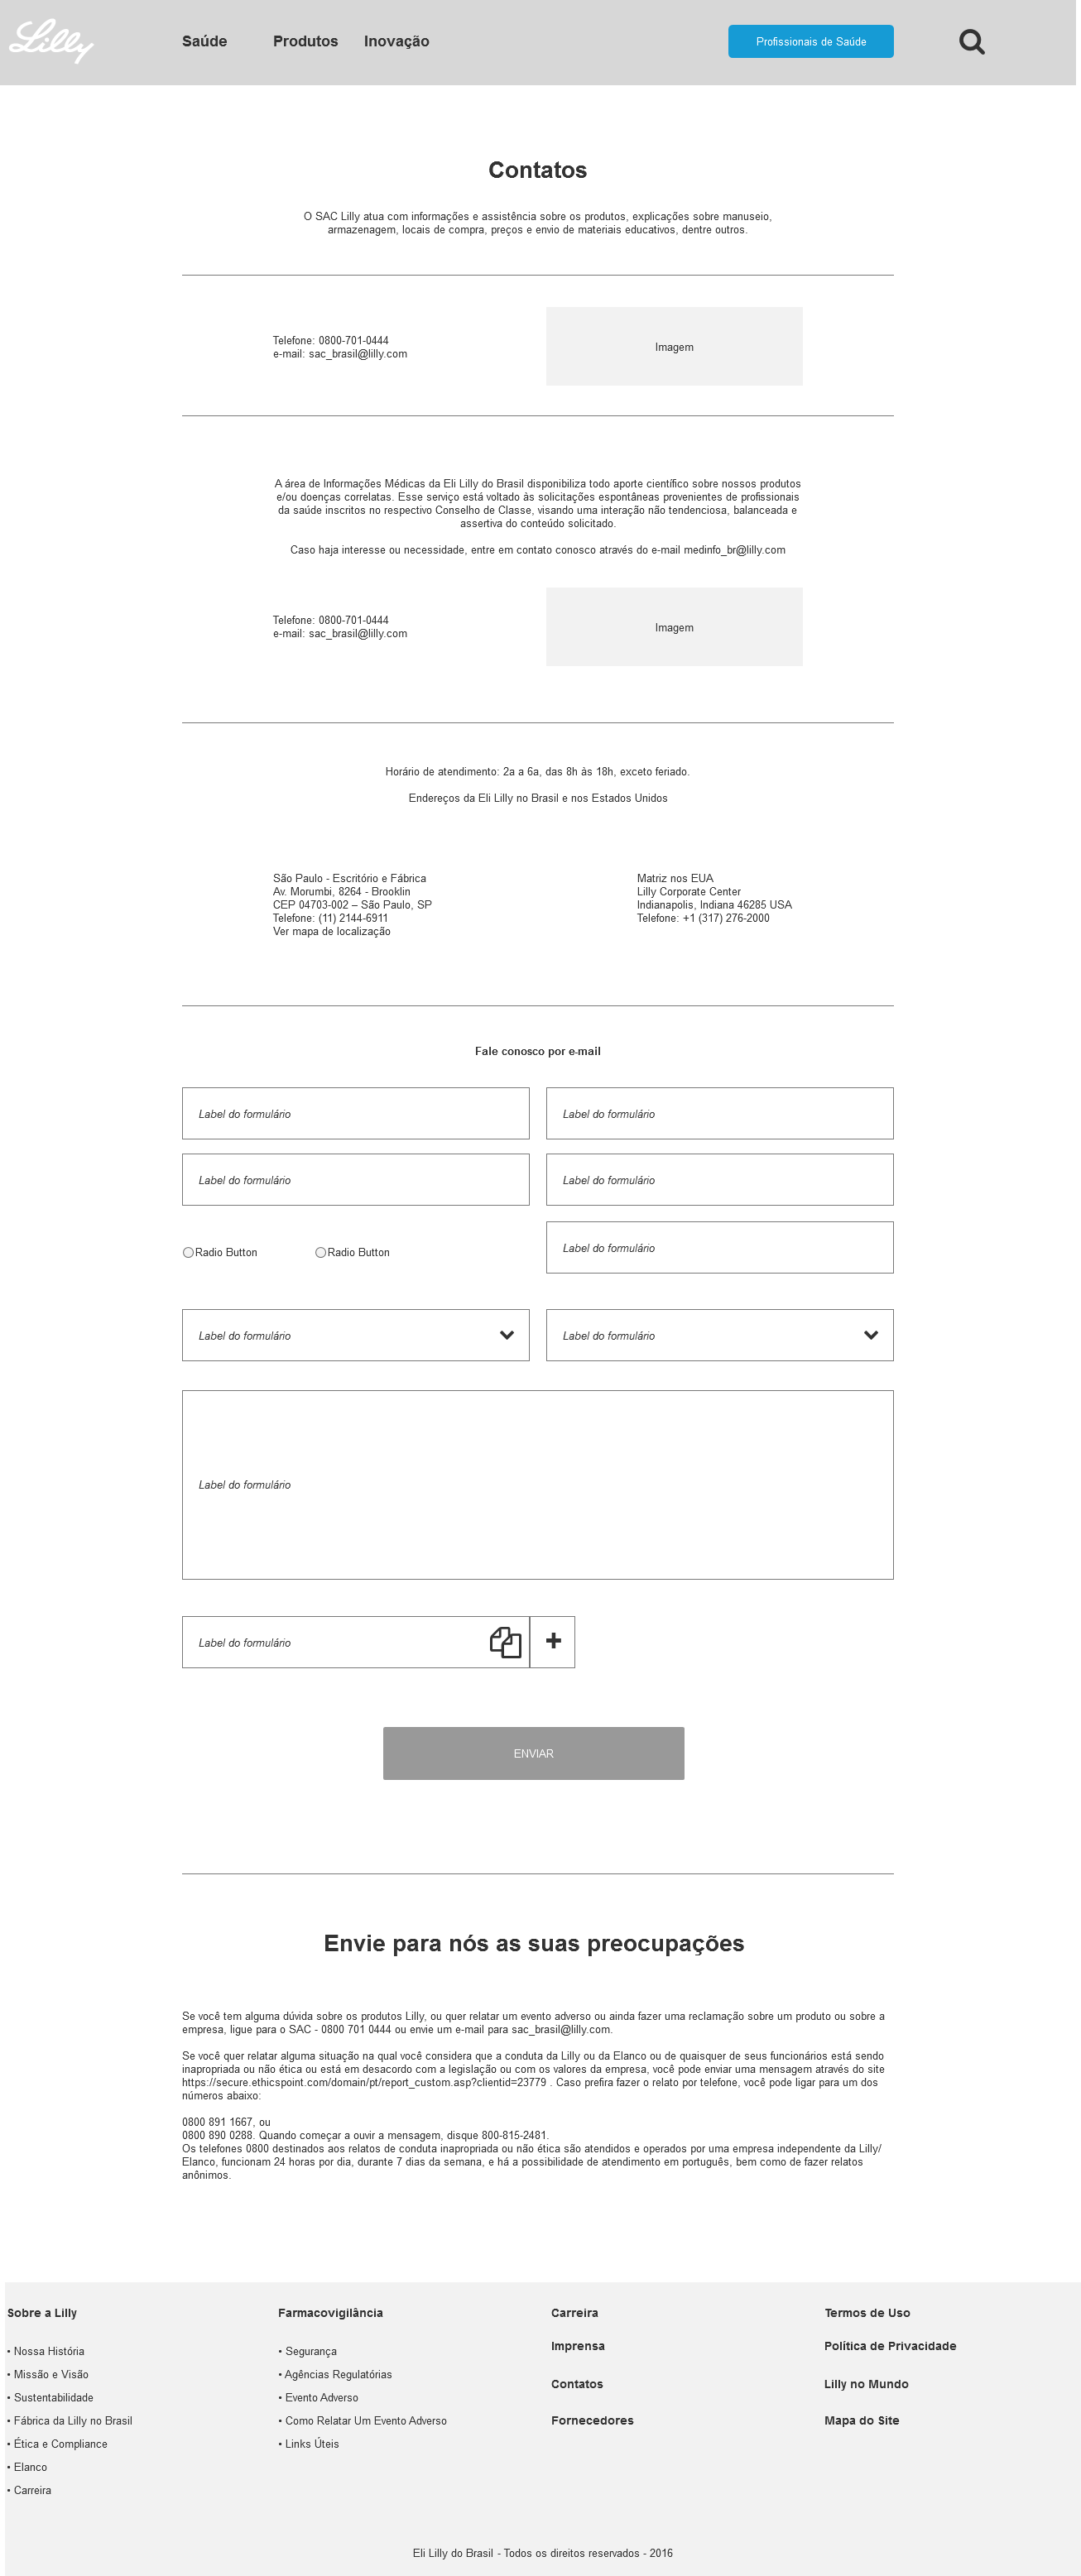 Lilly
Saúde
Produtos
Inovação
Profissionais de Saúde
Contatos
O SAC Lilly atua com informações e assistência sobre os produtos, explicações sobre manuseio,
armazenagem, locais de compra, preços e envio de materiais educativos, dentre outros.
Telefone: 0800-701-0444
e-mail: sac_brasil@lilly.com
Imagem
A área de Informações Médicas da Eli Lilly do Brasil disponibiliza todo aporte científico sobre nossos produtos
e/ou doenças correlatas. Esse serviço está voltado às solicitações espontâneas provenientes de profissionais
da saúde inscritos no respectivo Conselho de Classe, visando uma interação não tendenciosa, balanceada e
assertiva do conteúdo solicitado.
Caso haja interesse ou necessidade, entre em contato conosco através do e-mail medinfo_br@lilly.com
Telefone: 0800-701-0444
e-mail: sac_brasil@lilly.com
Imagem
Horário de atendimento: 2a a 6a, das 8h às 18h, exceto feriado.
Endereços da Eli Lilly no Brasil e nos Estados Unidos
São Paulo - Escritório e Fábrica
Av. Morumbi, 8264 - Brooklin
CEP 04703-002 – São Paulo, SP
Telefone: (11) 2144-6911
Ver mapa de localização
Matriz nos EUA
Lilly Corporate Center
Indianapolis, Indiana 46285 USA
Telefone: +1 (317) 276-2000
Fale conosco por e-mail
Label do formulário
Label do formulário
Label do formulário
Label do formulário
Radio Button
Radio Button
Label do formulário
Label do formulário
Label do formulário
Label do formulário
Label do formulário
ENVIAR
Envie para nós as suas preocupações
Se você tem alguma dúvida sobre os produtos Lilly, ou quer relatar um evento adverso ou ainda fazer uma reclamação sobre um produto ou sobre a
empresa, ligue para o SAC - 0800 701 0444 ou envie um e-mail para sac_brasil@lilly.com.
Se você quer relatar alguma situação na qual você considera que a conduta da Lilly ou da Elanco ou de quaisquer de seus funcionários está sendo
inapropriada ou não ética ou está em desacordo com a legislação ou com os valores da empresa, você pode enviar uma mensagem através do site
https://secure.ethicspoint.com/domain/pt/report_custom.asp?clientid=23779 . Caso prefira fazer o relato por telefone, você pode ligar para um dos
números abaixo:
0800 891 1667, ou
0800 890 0288. Quando começar a ouvir a mensagem, disque 800-815-2481.
Os telefones 0800 destinados aos relatos de conduta inapropriada ou não ética são atendidos e operados por uma empresa independente da Lilly/
Elanco, funcionam 24 horas por dia, durante 7 dias da semana, e há a possibilidade de atendimento em português, bem como de fazer relatos
anônimos.
Sobre a Lilly
• Nossa História
• Missão e Visão
• Sustentabilidade
• Fábrica da Lilly no Brasil
• Ética e Compliance
• Elanco
• Carreira
Farmacovigilância
• Segurança
• Agências Regulatórias
• Evento Adverso
• Como Relatar Um Evento Adverso
• Links Úteis
Carreira
Imprensa
Contatos
Fornecedores
Termos de Uso
Política de Privacidade
Lilly no Mundo
Mapa do Site
Eli Lilly do Brasil - Todos os direitos reservados - 2016